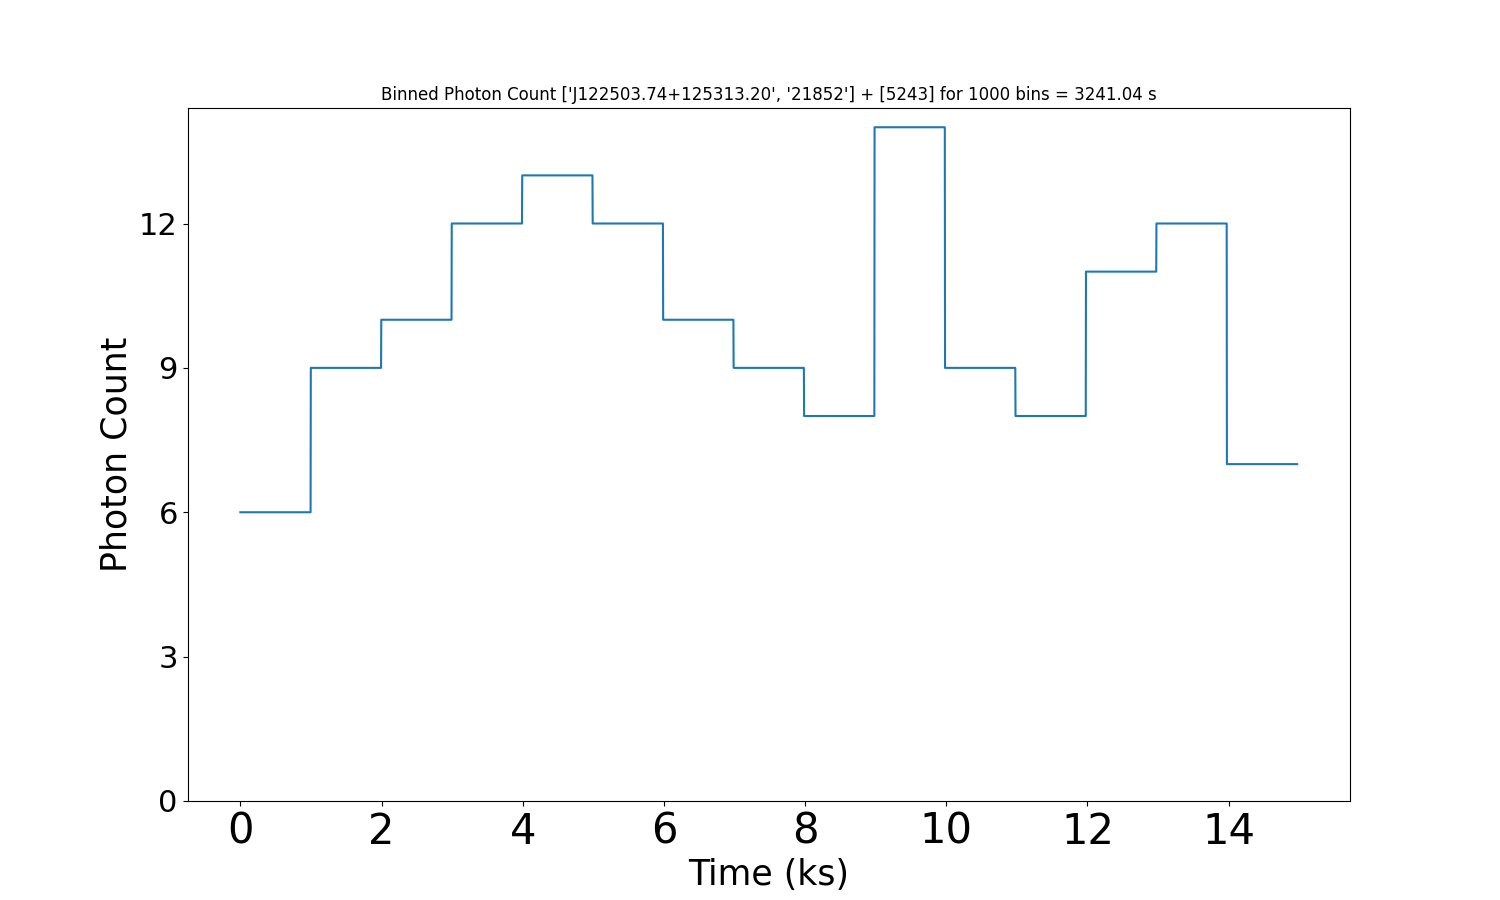 Binned Photon Count ['J122503.74+125313.20', '21852'] + [5243] for 1000 bins = 3241.04 s
12
9
6
3
0
Photon Count
0 2 4 6 8 10 12 14
Time (ks)